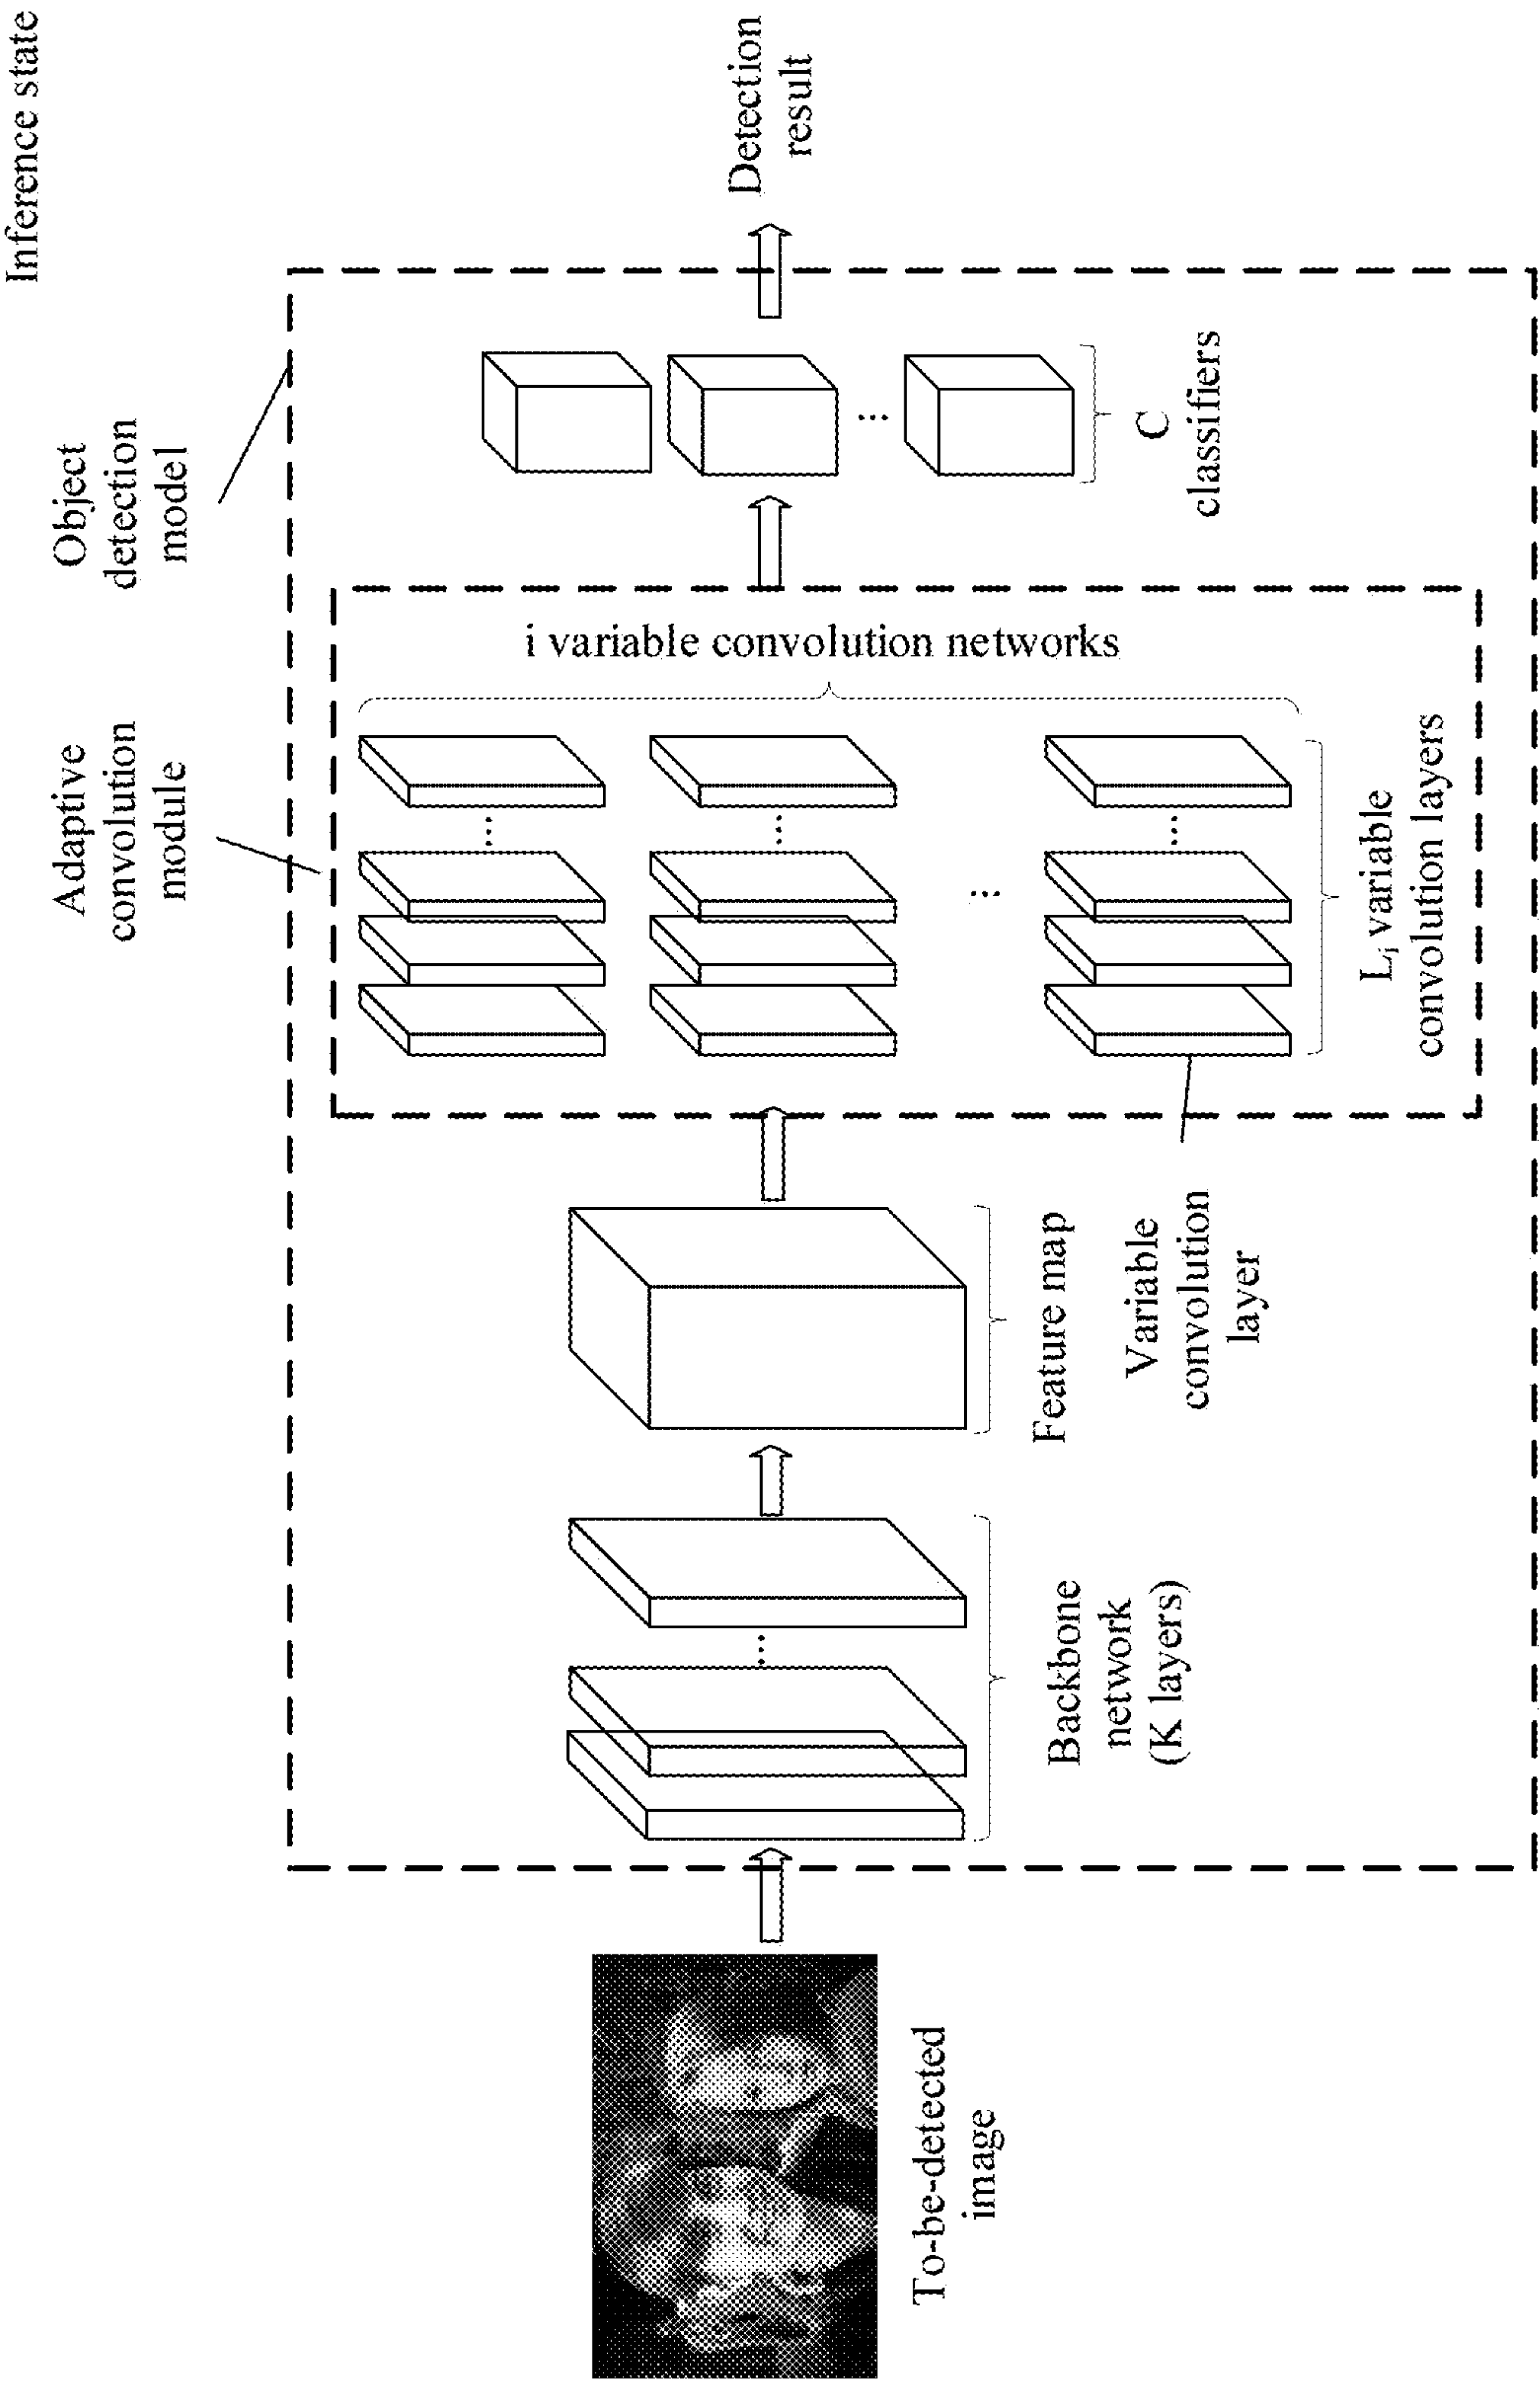 Inference state
Object
detection
model
Adaptive
convolution
module
To-be-detected
image
Backbone
network
(K layers)
Feature map
Variable
convolution
layer
i variable convolution networks
Lᵢ variable
convolution layers
C
classifiers
Detection
result